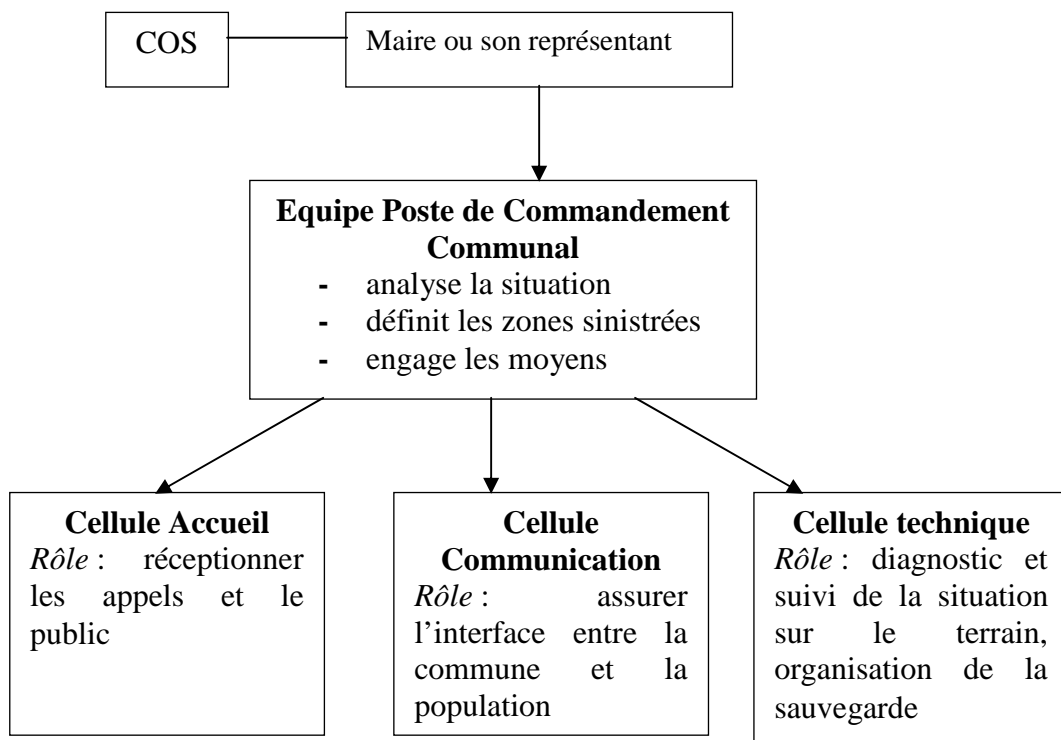 COS
Maire ou son représentant
Equipe Poste de Commandement
Communal
- analyse la situation
- définit les zones sinistrées
- engage les moyens
Cellule Accueil
Rôle : réceptionner
les appels et le
public
Cellule
Communication
Rôle : assurer
l’interface entre la
commune et la
population
Cellule technique
Rôle : diagnostic et
suivi de la situation
sur le terrain,
organisation de la
sauvegarde